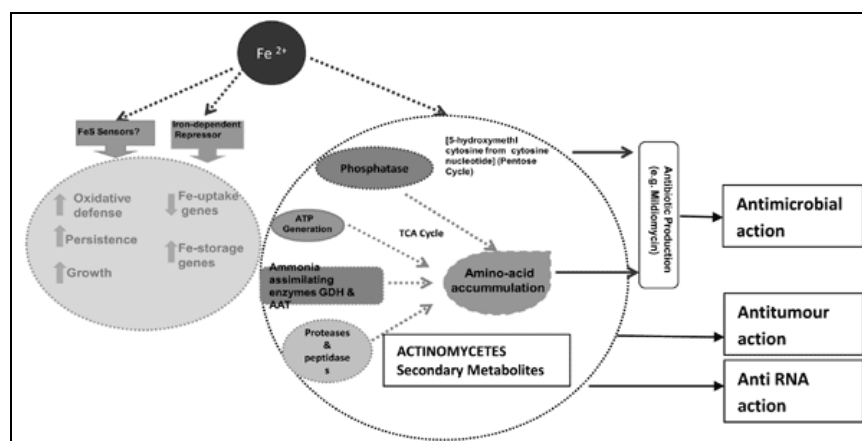 Fe 2+
FeS Sensors?
Iron-dependent
Repressor
Oxidative
defense
Persistence
Growth
Fe-uptake
genes
Fe-storage
genes
[5-hydroxymethl
cytosine from cytosine
nucleotide] (Pentose
Cycle)
Phosphatase
ATP
Generation
TCA Cycle
Ammonia
assimilating
enzymes GDH &
AAT
Amino-acid
accummulation
Proteases
&
peptidase
s
ACTINOMYCETES
Secondary Metabolites
Antibiotic Production
(e.g. Mildiomycin)
Antimicrobial
action
Antitumour
action
Anti RNA
action